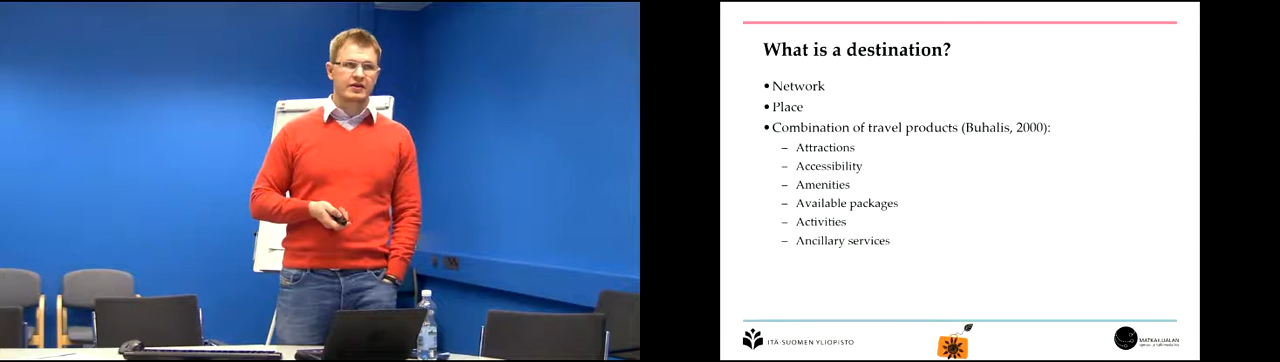 What is a destination?
• Network
• Place
• Combination of travel products (Buhalis, 2000):
– Attractions
– Accessibility
– Amenities
– Available packages
– Activities
– Ancillary services
ITÄ-SUOMEN YLIOPISTO
MATKAILUALAN